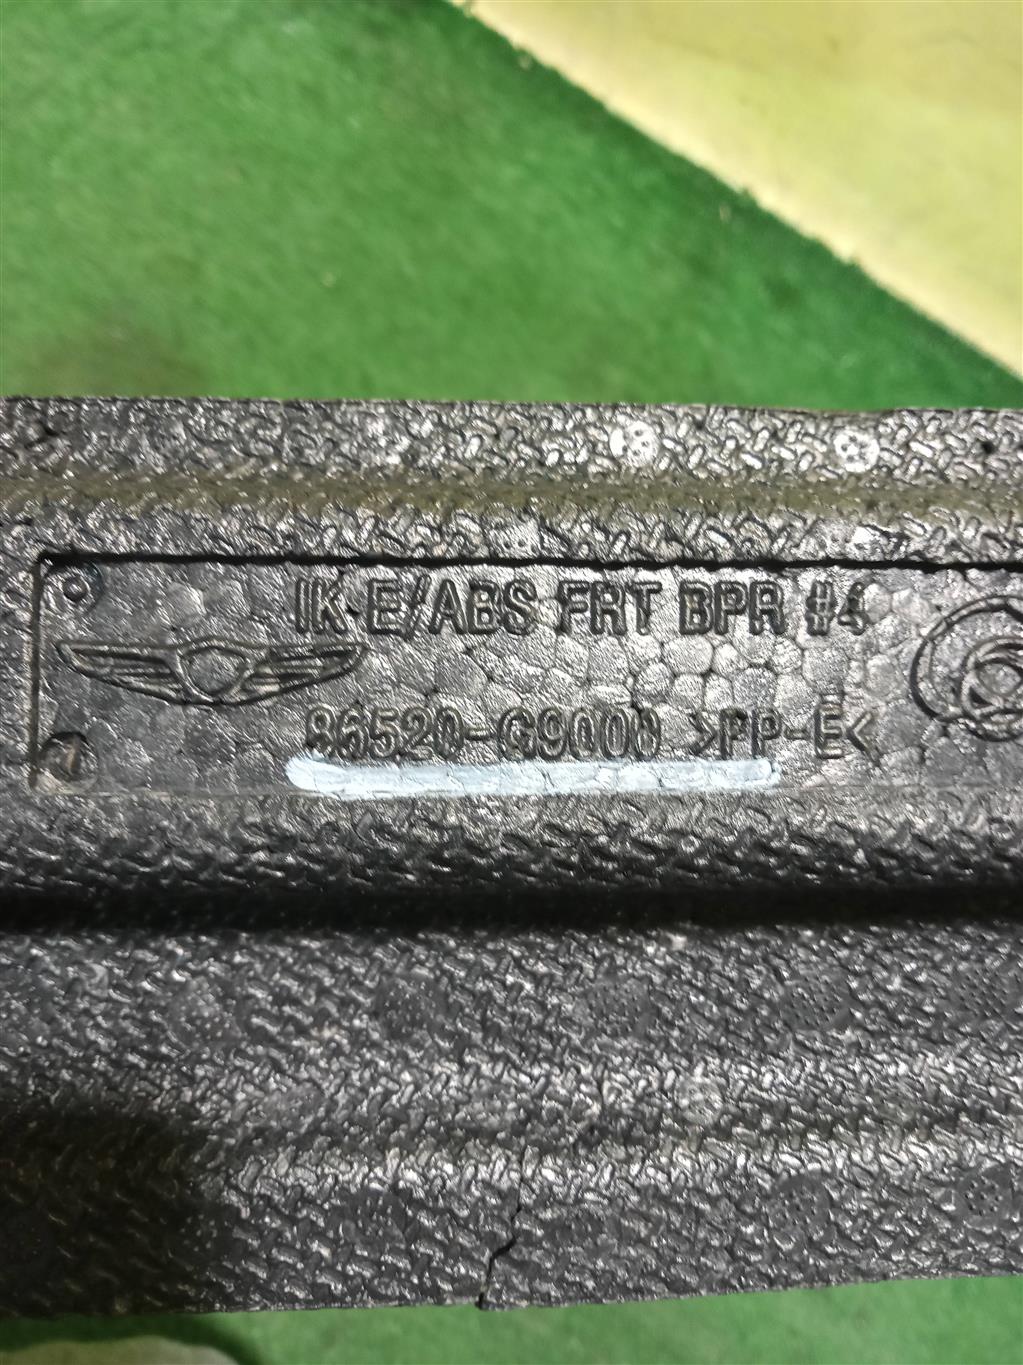 IK E/ABS FRT BPR #4
86520-G9000 >PP-E<